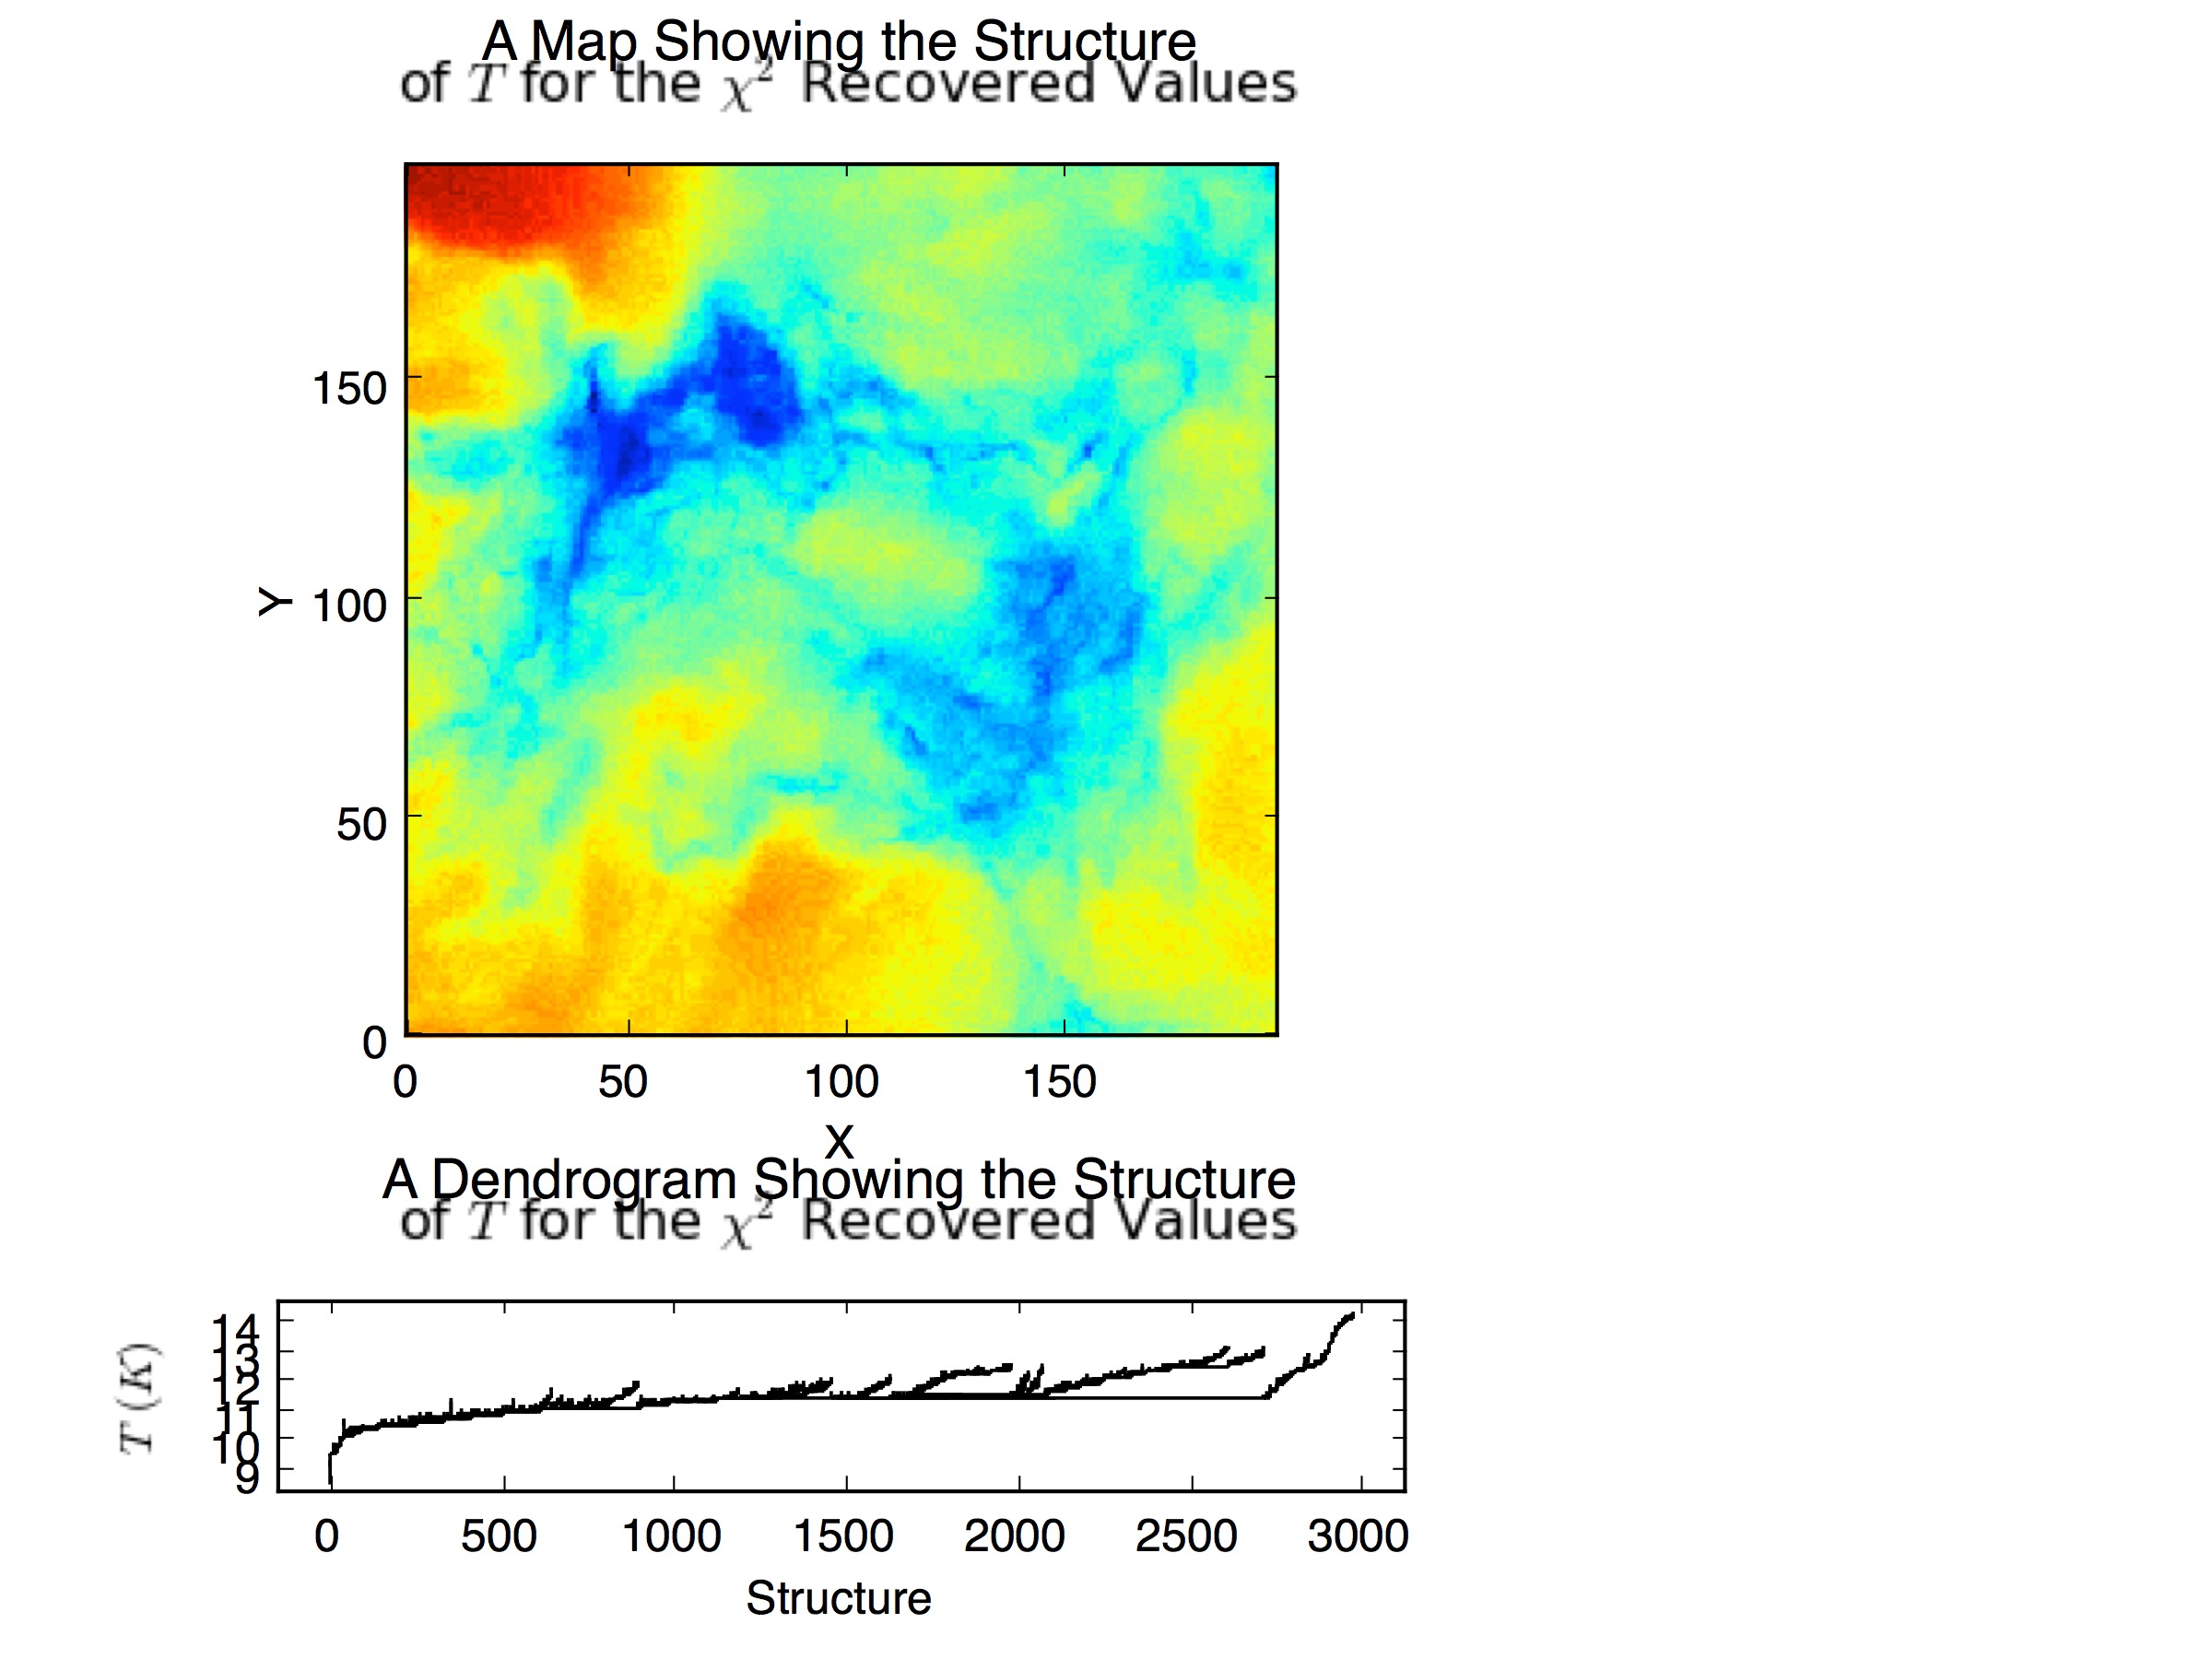 A Map Showing the Structure
of T for the χ² Recovered Values
150
Y 100
50
0
0 50 100 150
X
A Dendrogram Showing the Structure
of T for the χ² Recovered Values
14
13
12
11
10
9
T (K)
0 500 1000 1500 2000 2500 3000
Structure